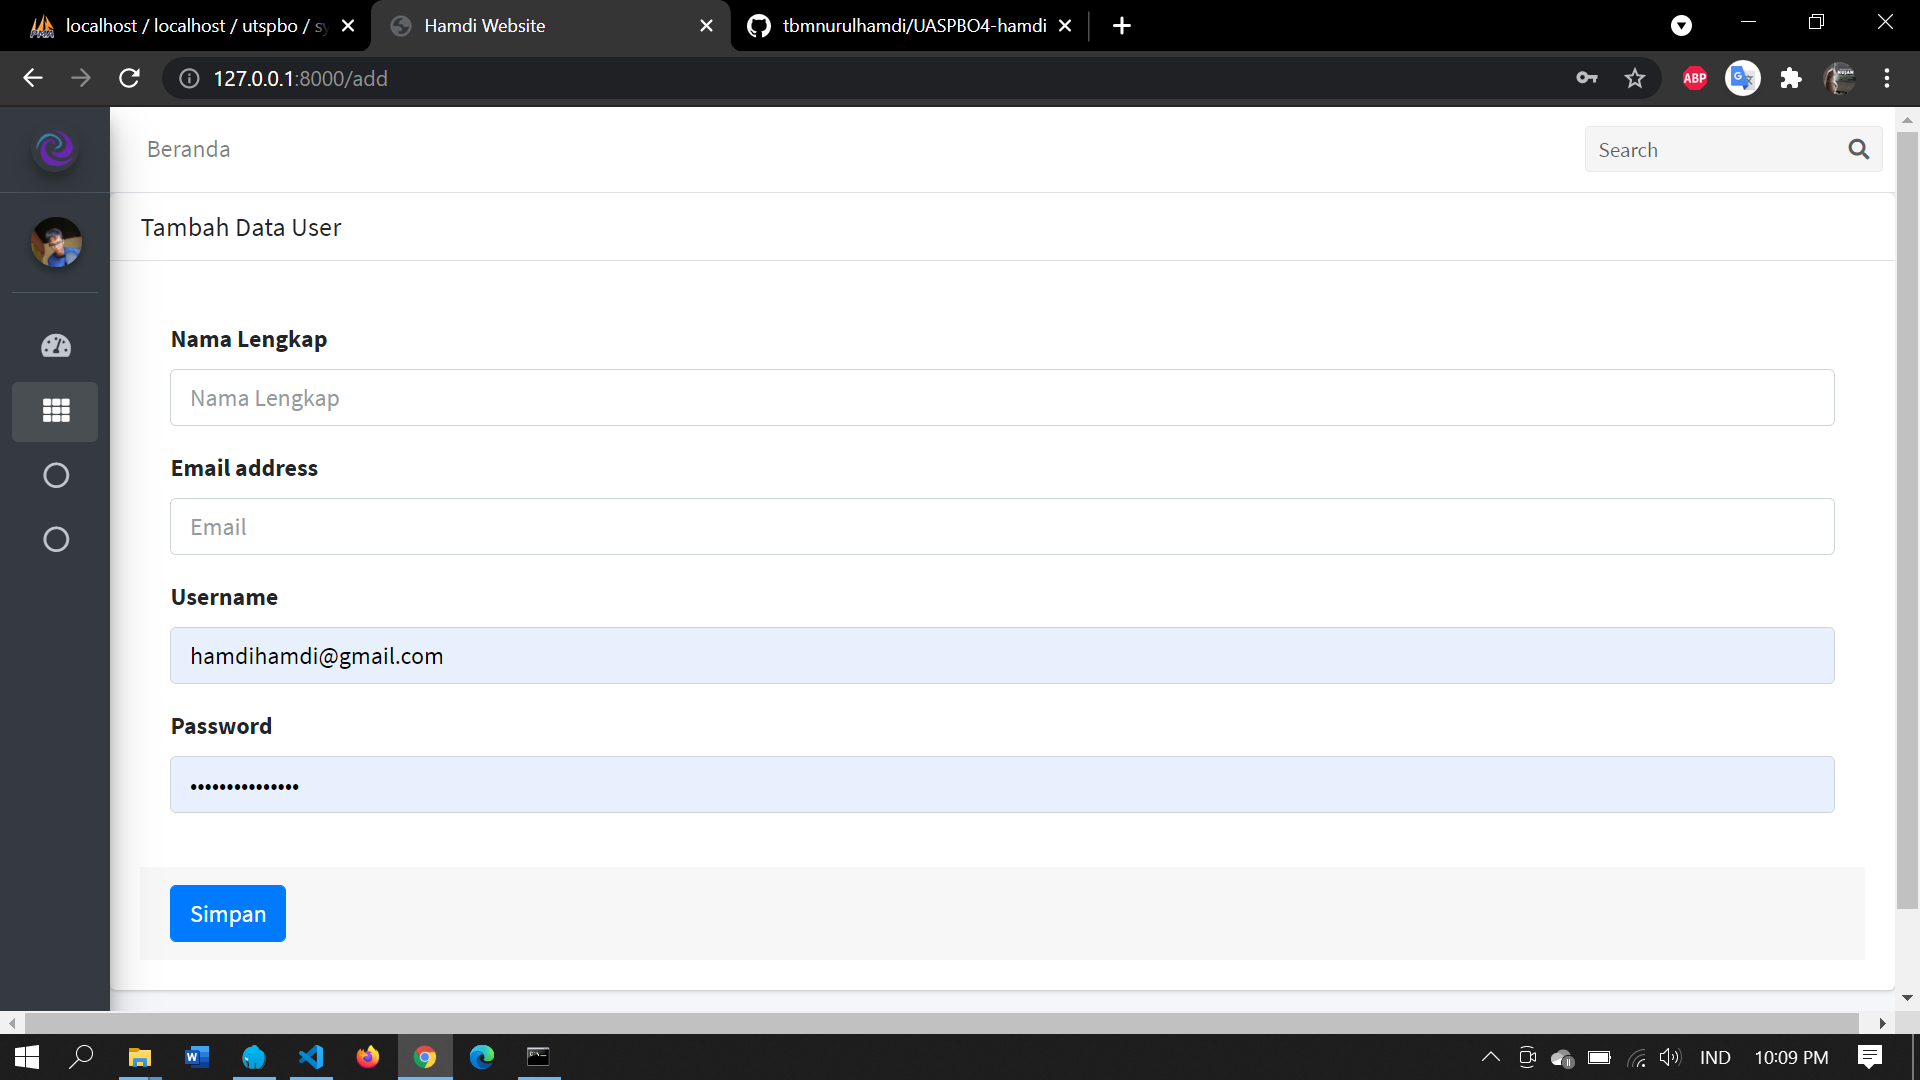 localhost / localhost / utspbo / sy
Hamdi Website
tbmnurulhamdi/UASPBO4-hamdi
127.0.0.1:8000/add
ABP
Beranda
Search
Tambah Data User
Nama Lengkap
Nama Lengkap
Email address
Email
Username
hamdihamdi@gmail.com
Password
•••••••••••••••
Simpan
IND
10:09 PM